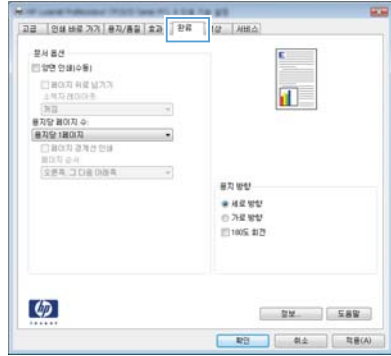 고급 인쇄 바로 가기 용지/품질 효과 완료 서비스
문서 옵션
양면 인쇄(수동)
페이지 위로 넘기기
소책자 레이아웃
꺼짐
용지당 페이지 수:
용지당 1페이지
페이지 경계선 인쇄
페이지 순서
오른쪽, 그 다음 아래쪽
용지 방향
세로 방향
가로 방향
180도 회전
hp
정보... 도움말
확인 취소 적용(A)